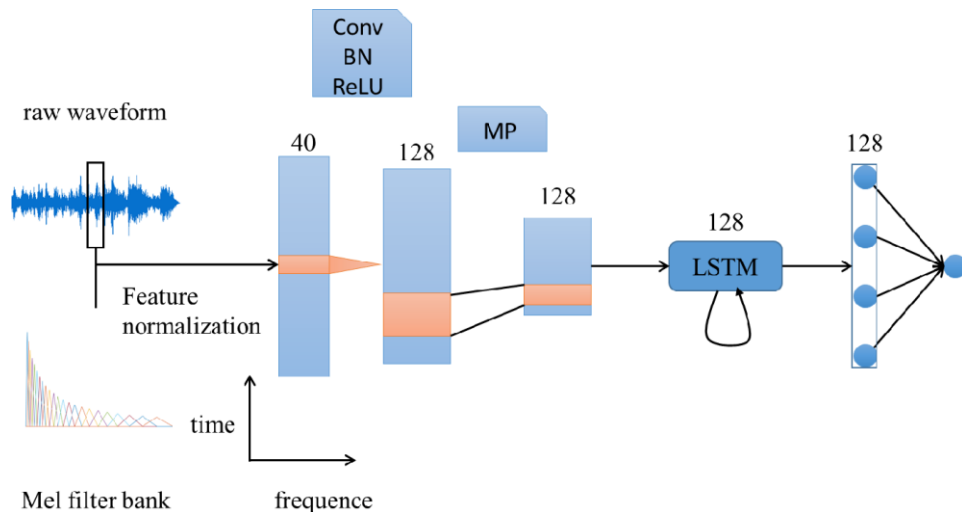 Conv
BN
ReLU
raw waveform
MP
40
128
128
128
128
LSTM
Feature
normalization
time
Mel filter bank
frequence